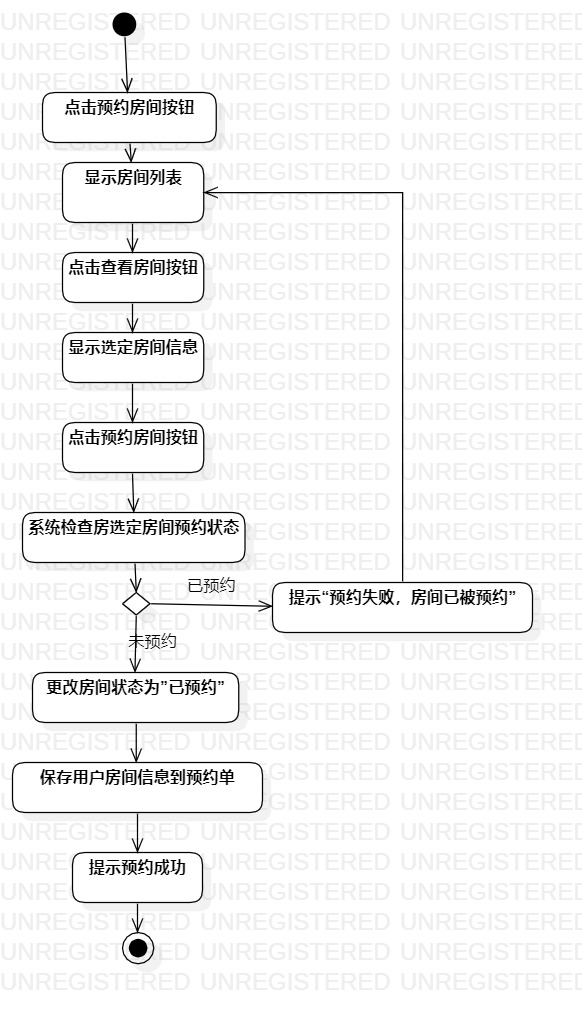 点击预约房间按钮
显示房间列表
点击查看房间按钮
显示选定房间信息
点击预约房间按钮
系统检查房选定房间预约状态
已预约
提示“预约失败，房间已被预约”
未预约
更改房间状态为”已预约”
保存用户房间信息到预约单
提示预约成功
UNREGISTERED